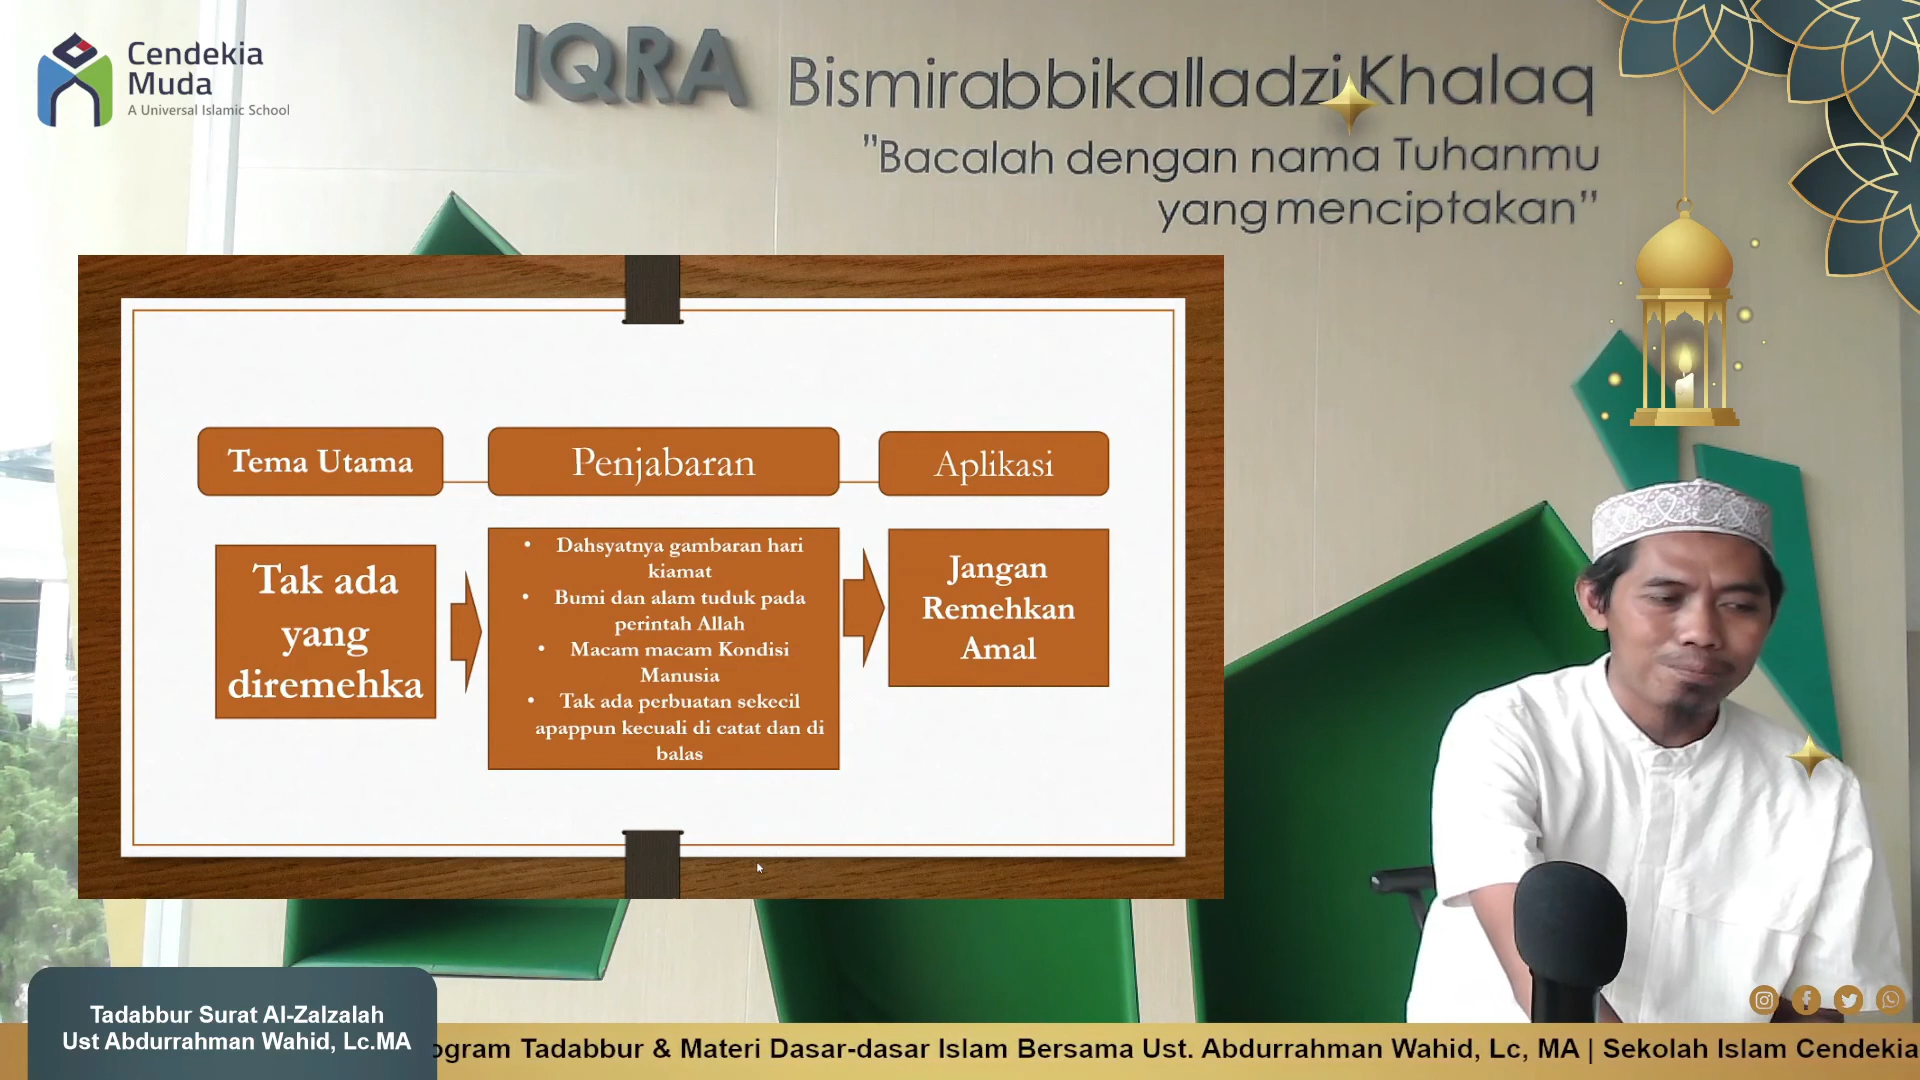 Cendekia
Muda
A Universal Islamic School
IQRA Bismirabbikalladzi Khalaq
"Bacalah dengan nama Tuhanmu
yang menciptakan"
Tema Utama
Penjabaran
Aplikasi
Tak ada
yang
diremehka
• Dahsyatnya gambaran hari
kiamat
• Bumi dan alam tuduk pada
perintah Allah
• Macam macam Kondisi
Manusia
• Tak ada perbuatan sekecil
apappun kecuali di catat dan di
balas
Jangan
Remehkan
Amal
Tadabbur Surat Al-Zalzalah
Ust Abdurrahman Wahid, Lc.MA
ogram Tadabbur & Materi Dasar-dasar Islam Bersama Ust. Abdurrahman Wahid, Lc, MA | Sekolah Islam Cendekia